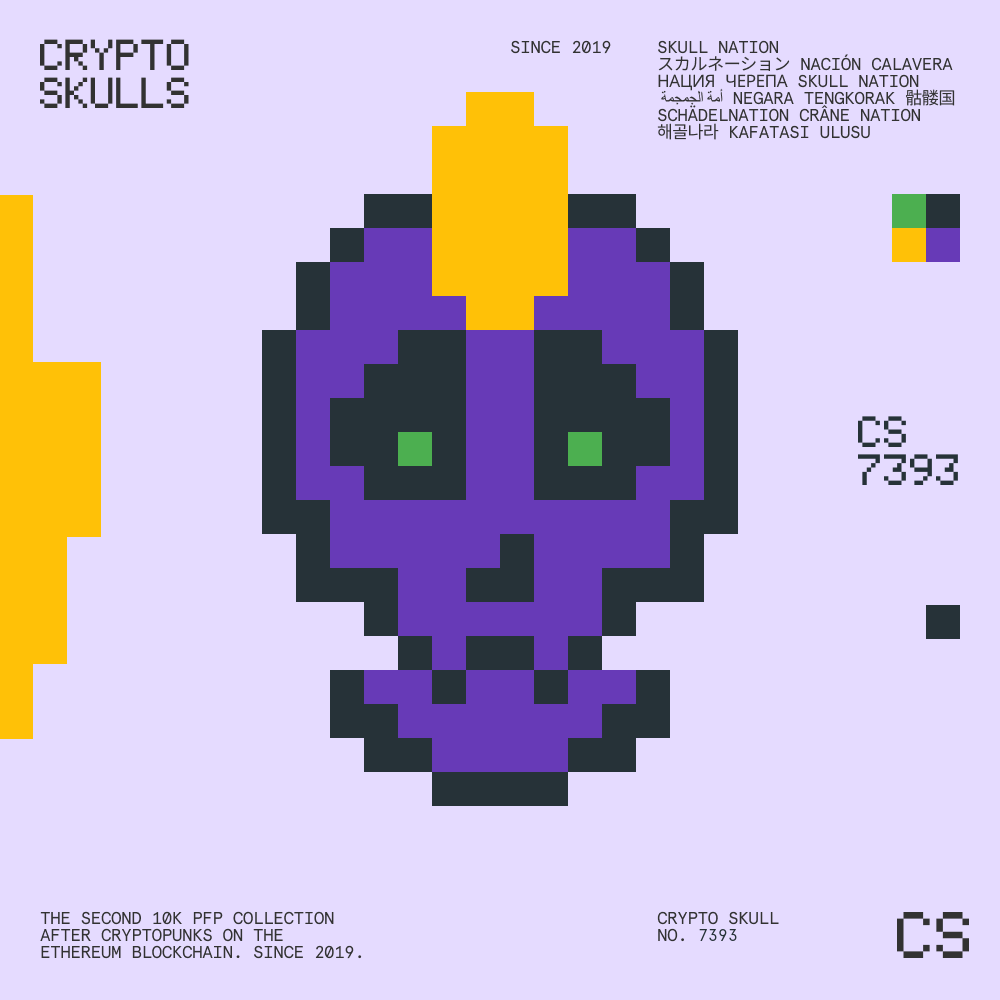 CRYPTO
SKULLS
SINCE 2019
SKULL NATION
スカルネーション NACIÓN CALAVERA
НАЦИЯ ЧЕРЕПА SKULL NATION
أمة الجمجمة NEGARA TENGKORAK 骷髅国
SCHÄDELNATION CRÂNE NATION
해골나라 KAFATASI ULUSU
CS
7393
THE SECOND 10K PFP COLLECTION
AFTER CRYPTOPUNKS ON THE
ETHEREUM BLOCKCHAIN. SINCE 2019.
CRYPTO SKULL
NO. 7393
CS